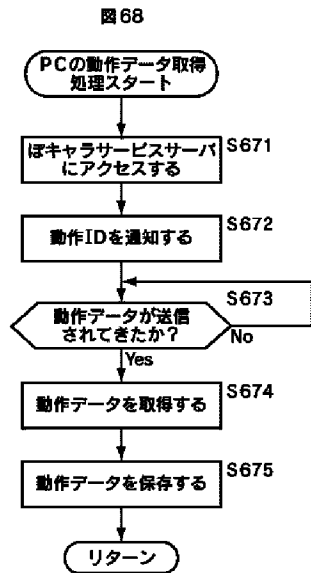 図68
PCの動作データ取得
処理スタート
ぽキャラサービスサーバ
にアクセスする
S671
動作IDを通知する
S672
動作データが送信
されてきたか？
S673
No
Yes
動作データを取得する
S674
動作データを保存する
S675
リターン